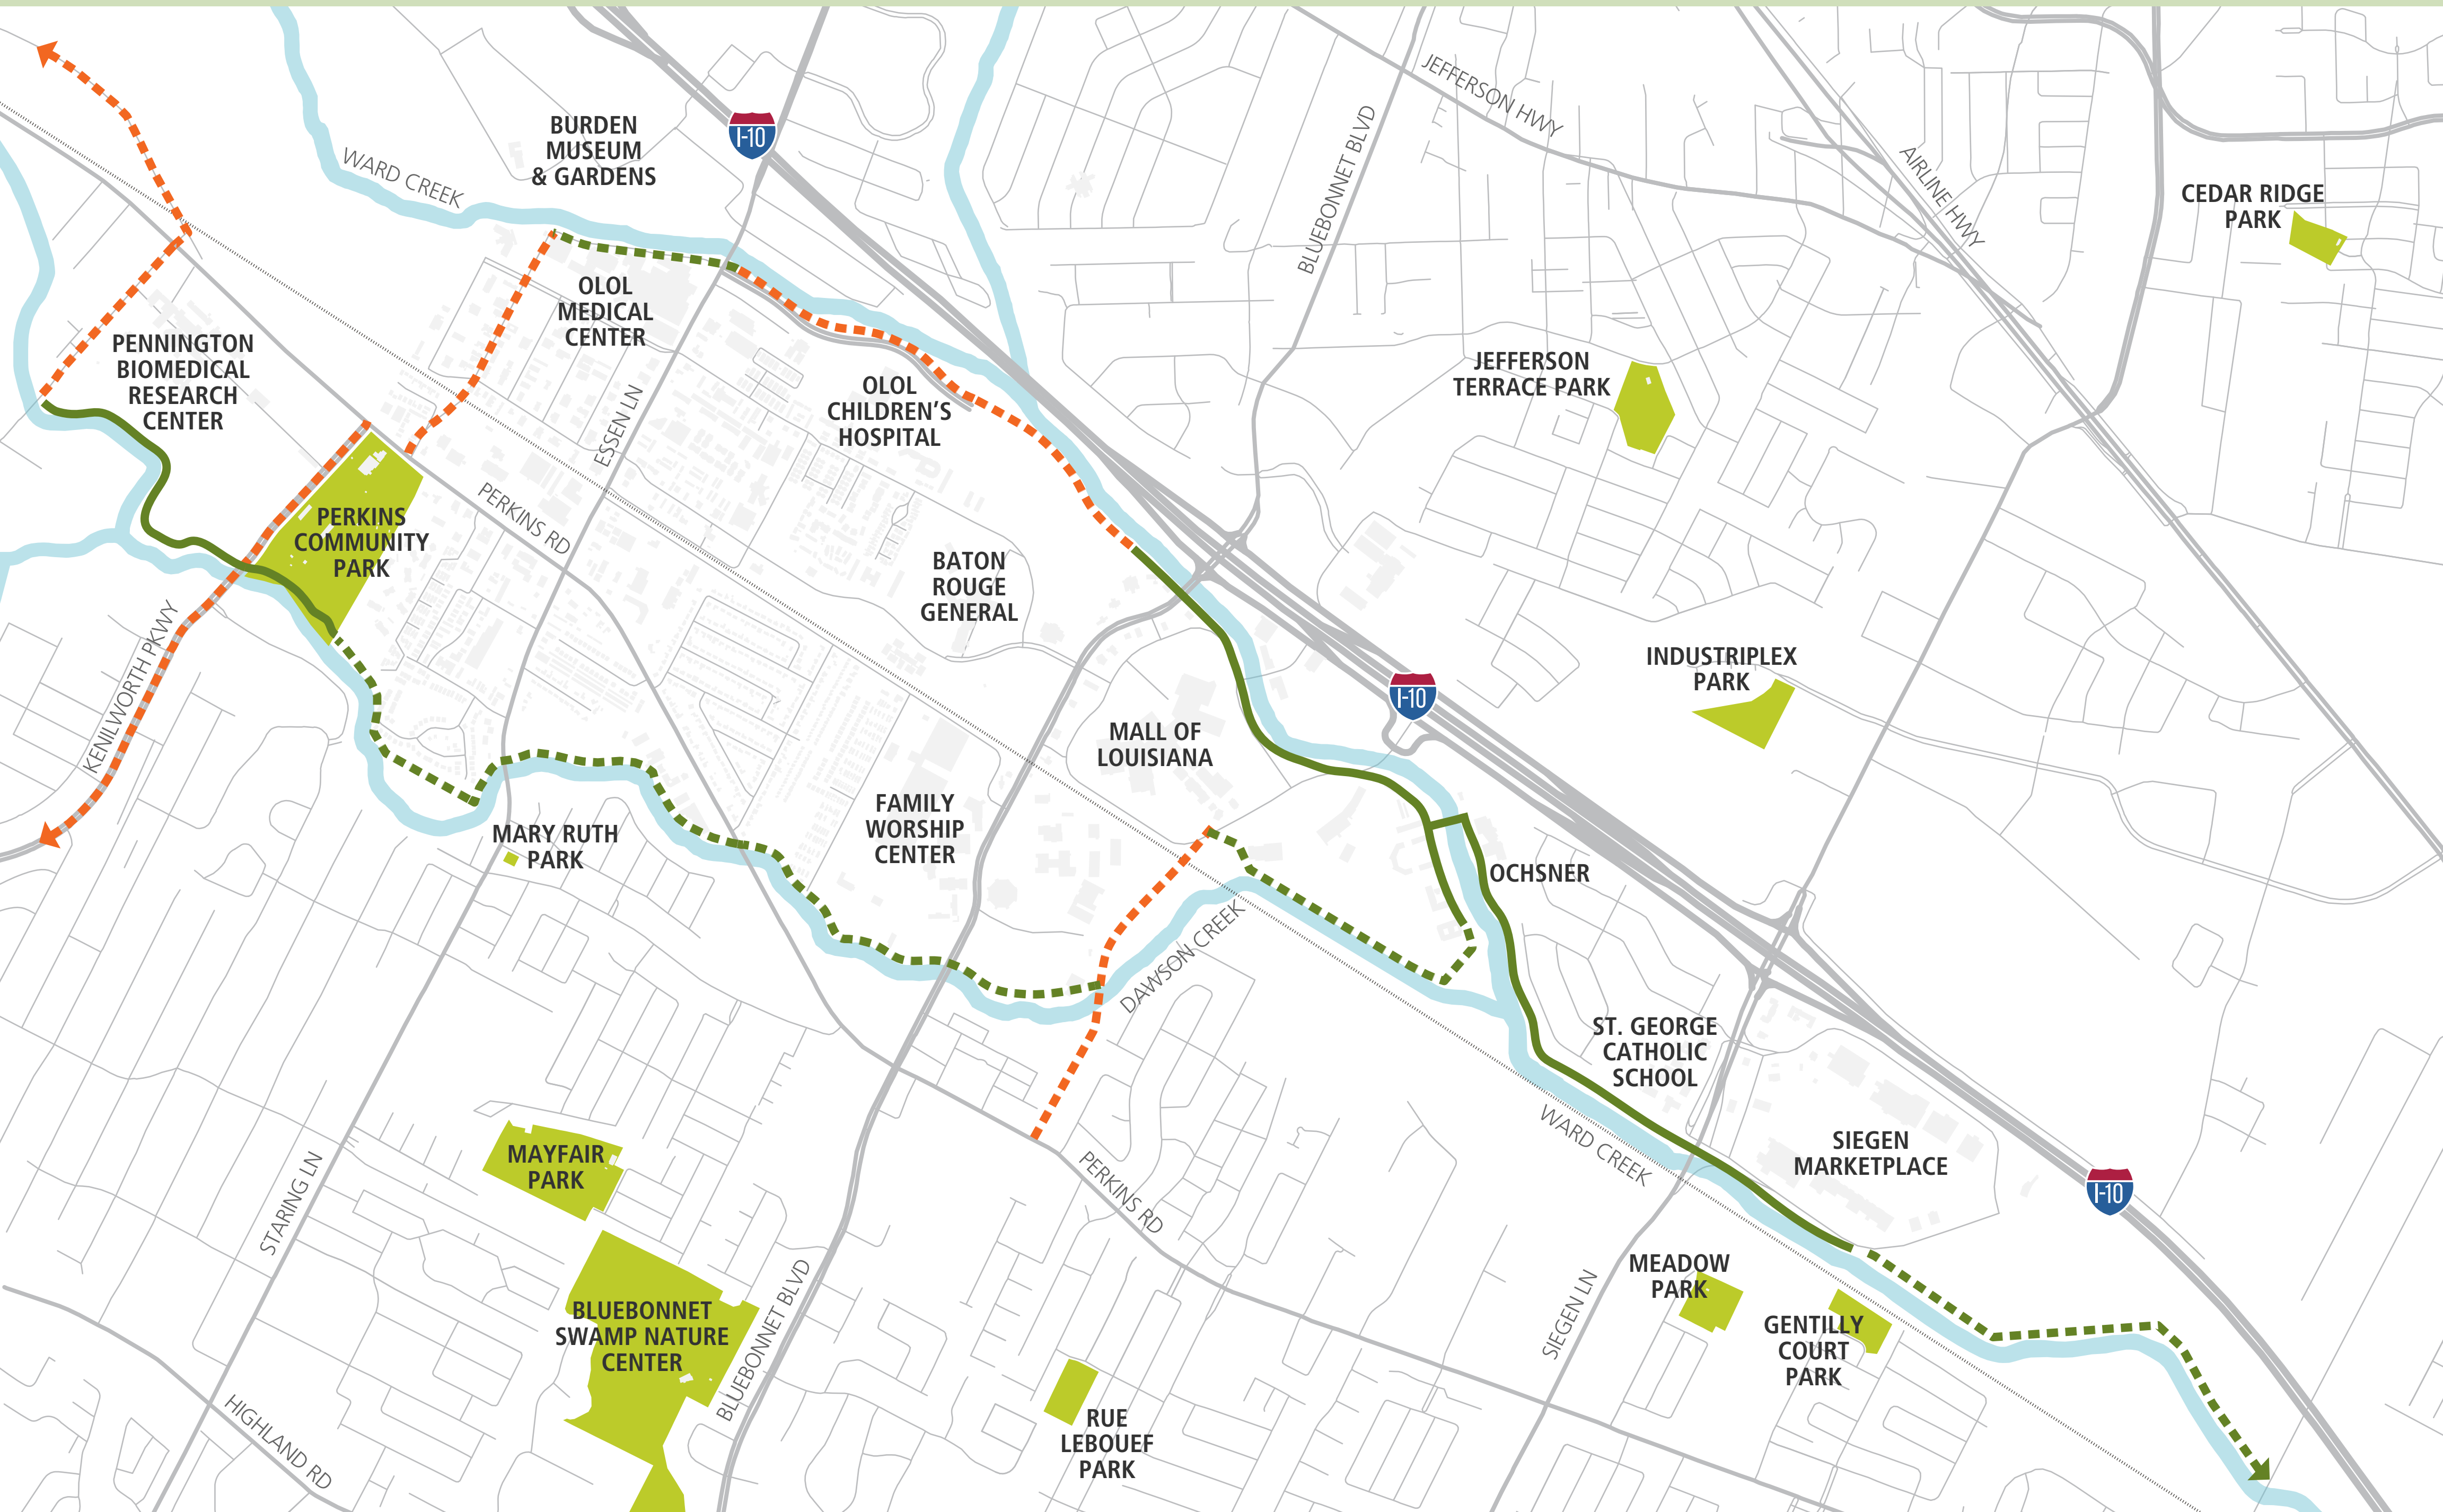 JEFFERSON HWY
BURDEN
MUSEUM
& GARDENS
I-10
WARD CREEK
BLUEBONNET BLVD
AIRLINE HWY
CEDAR RIDGE
PARK
OLOL
MEDICAL
CENTER
PENNINGTON
BIOMEDICAL
RESEARCH
CENTER
JEFFERSON
TERRACE PARK
OLOL
CHILDREN'S
HOSPITAL
ESSEN LN
PERKINS RD
PERKINS
COMMUNITY
PARK
BATON
ROUGE
GENERAL
KENILWORTH PKWY
INDUSTRIPLEX
PARK
I-10
MALL OF
LOUISIANA
FAMILY
WORSHIP
CENTER
MARY RUTH
PARK
OCHSNER
DAWSON CREEK
ST. GEORGE
CATHOLIC
SCHOOL
WARD CREEK
SIEGEN
MARKETPLACE
I-10
MAYFAIR
PARK
STARING LN
PERKINS RD
MEADOW
PARK
GENTILLY
COURT
PARK
SIEGEN LN
BLUEBONNET
SWAMP NATURE
CENTER
BLUEBONNET BLVD
RUE
LEBOUEF
PARK
HIGHLAND RD